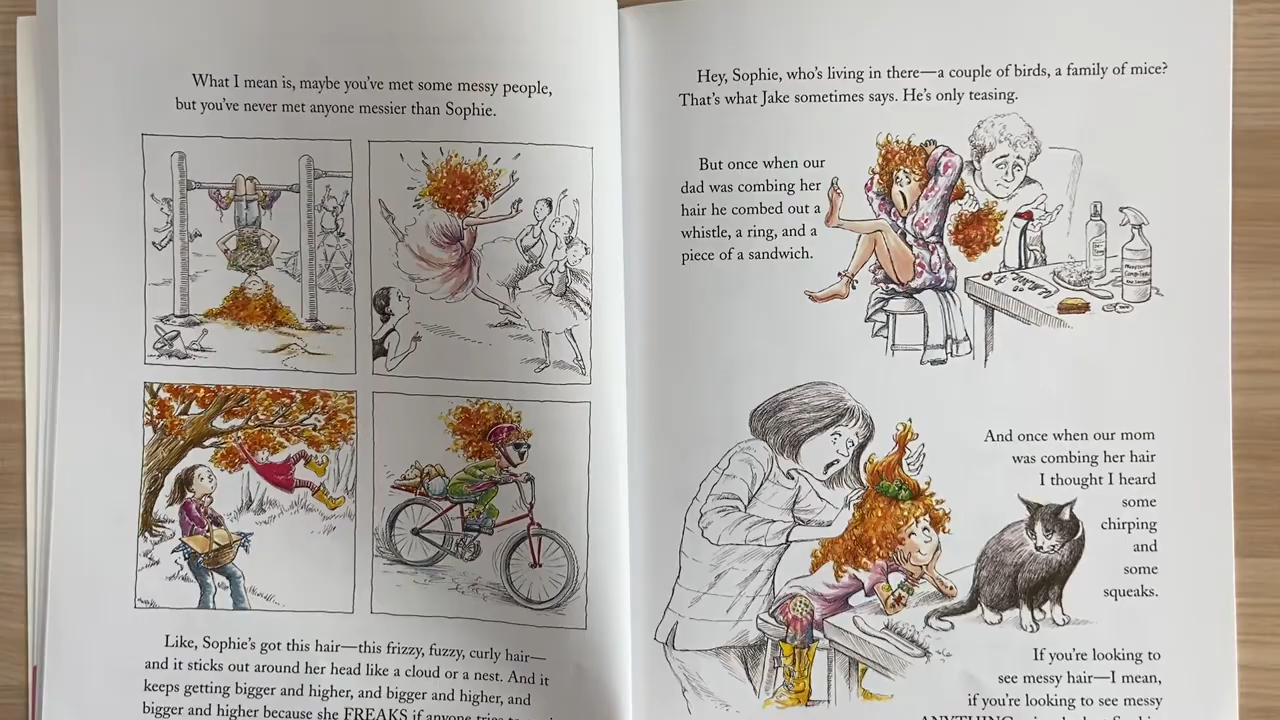 What I mean is, maybe you've met some messy people,
but you've never met anyone messier than Sophie.
Like, Sophie's got this hair—this frizzy, fuzzy, curly hair—
and it sticks out around her head like a cloud or a nest. And it
keeps getting bigger and higher, and bigger and higher, and
bigger and higher because she FREAKS if anyone tries
Hey, Sophie, who's living in there—a couple of birds, a family of mice?
That's what Jake sometimes says. He's only teasing.
But once when our
dad was combing her
hair he combed out a
whistle, a ring, and a
piece of sandwich.
And once when our mom
was combing her hair
I thought I heard
some
chirping
and
some
squeaks.
If you're looking to
see messy hair—I mean,
if you're looking to see messy
ANYTHING